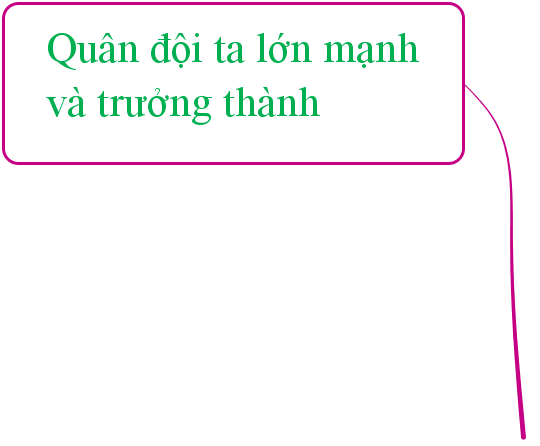 Quân đội ta lớn mạnh
và trưởng thành